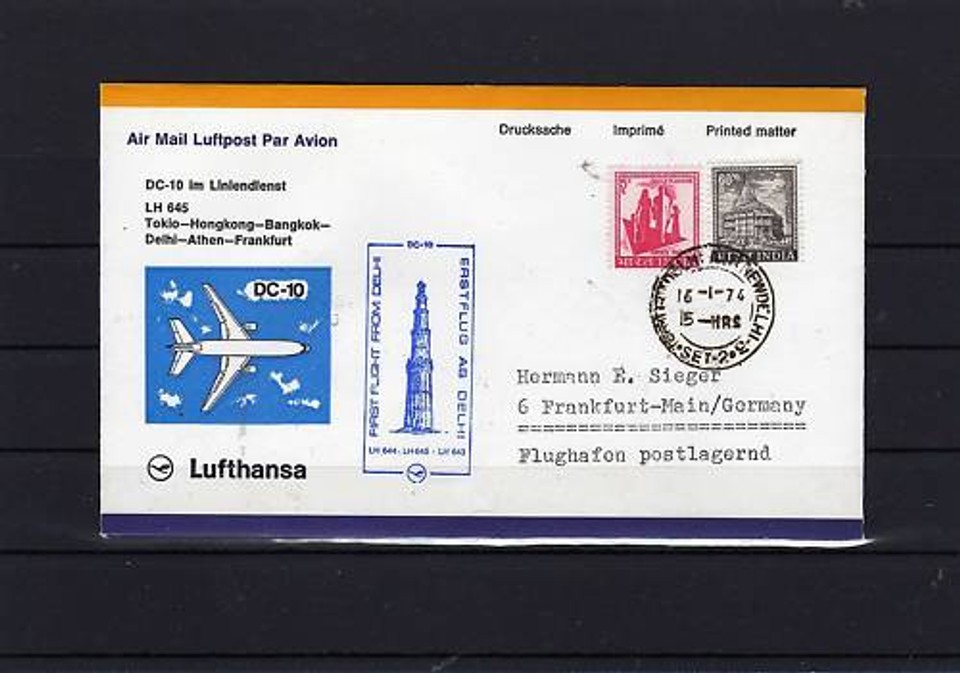 Air Mail Luftpost Par Avion
Drucksache Imprimé Printed matter
DC-10 im Liniendienst
LH 645
Tokio—Hongkong—Bangkok—
Delhi—Athen—Frankfurt
DC-10
Lufthansa
DC-10
FIRST FLIGHT FROM DELHI
ERSTFLUG AB DELHI
LH 644 · LH 645 · LH 643
INDIA
NEW DELHI
16-1-74
15-HRS
SET-2
Hermann E. Sieger
6 Frankfurt-Main/Germany
=========================
Flughafen postlagernd